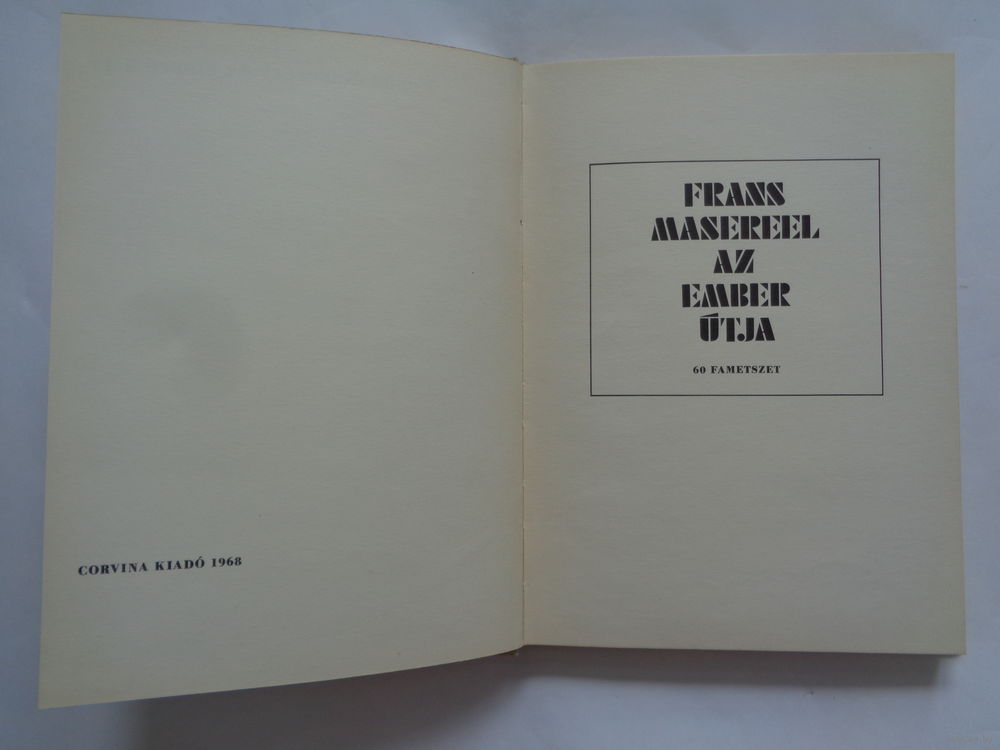 CORVINA KIADÓ 1968
FRANS
MASEREEL
AZ
EMBER
ÚTJA
60 FAMETSZET